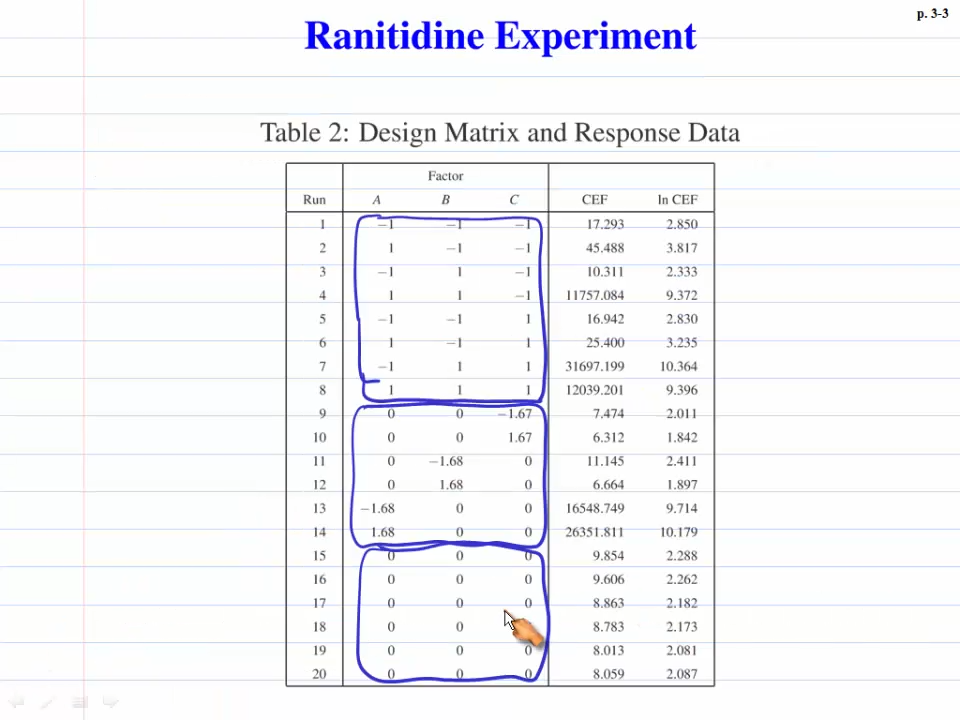 p. 3-3
Ranitidine Experiment
Table 2: Design Matrix and Response Data
Factor
Run A B C CEF ln CEF
1 −1 −1 −1 17.293 2.850
2 1 −1 −1 45.488 3.817
3 −1 1 −1 10.311 2.333
4 1 1 −1 11757.084 9.372
5 −1 −1 1 16.942 2.830
6 1 −1 1 25.400 3.235
7 −1 1 1 31697.199 10.364
8 1 1 1 12039.201 9.396
9 0 0 −1.67 7.474 2.011
10 0 0 1.67 6.312 1.842
11 0 −1.68 0 11.145 2.411
12 0 1.68 0 6.664 1.897
13 −1.68 0 0 16548.749 9.714
14 1.68 0 0 26351.811 10.179
15 0 0 0 9.854 2.288
16 0 0 0 9.606 2.262
17 0 0 0 8.863 2.182
18 0 0 8.783 2.173
19 0 0 0 8.013 2.081
20 0 0 0 8.059 2.087